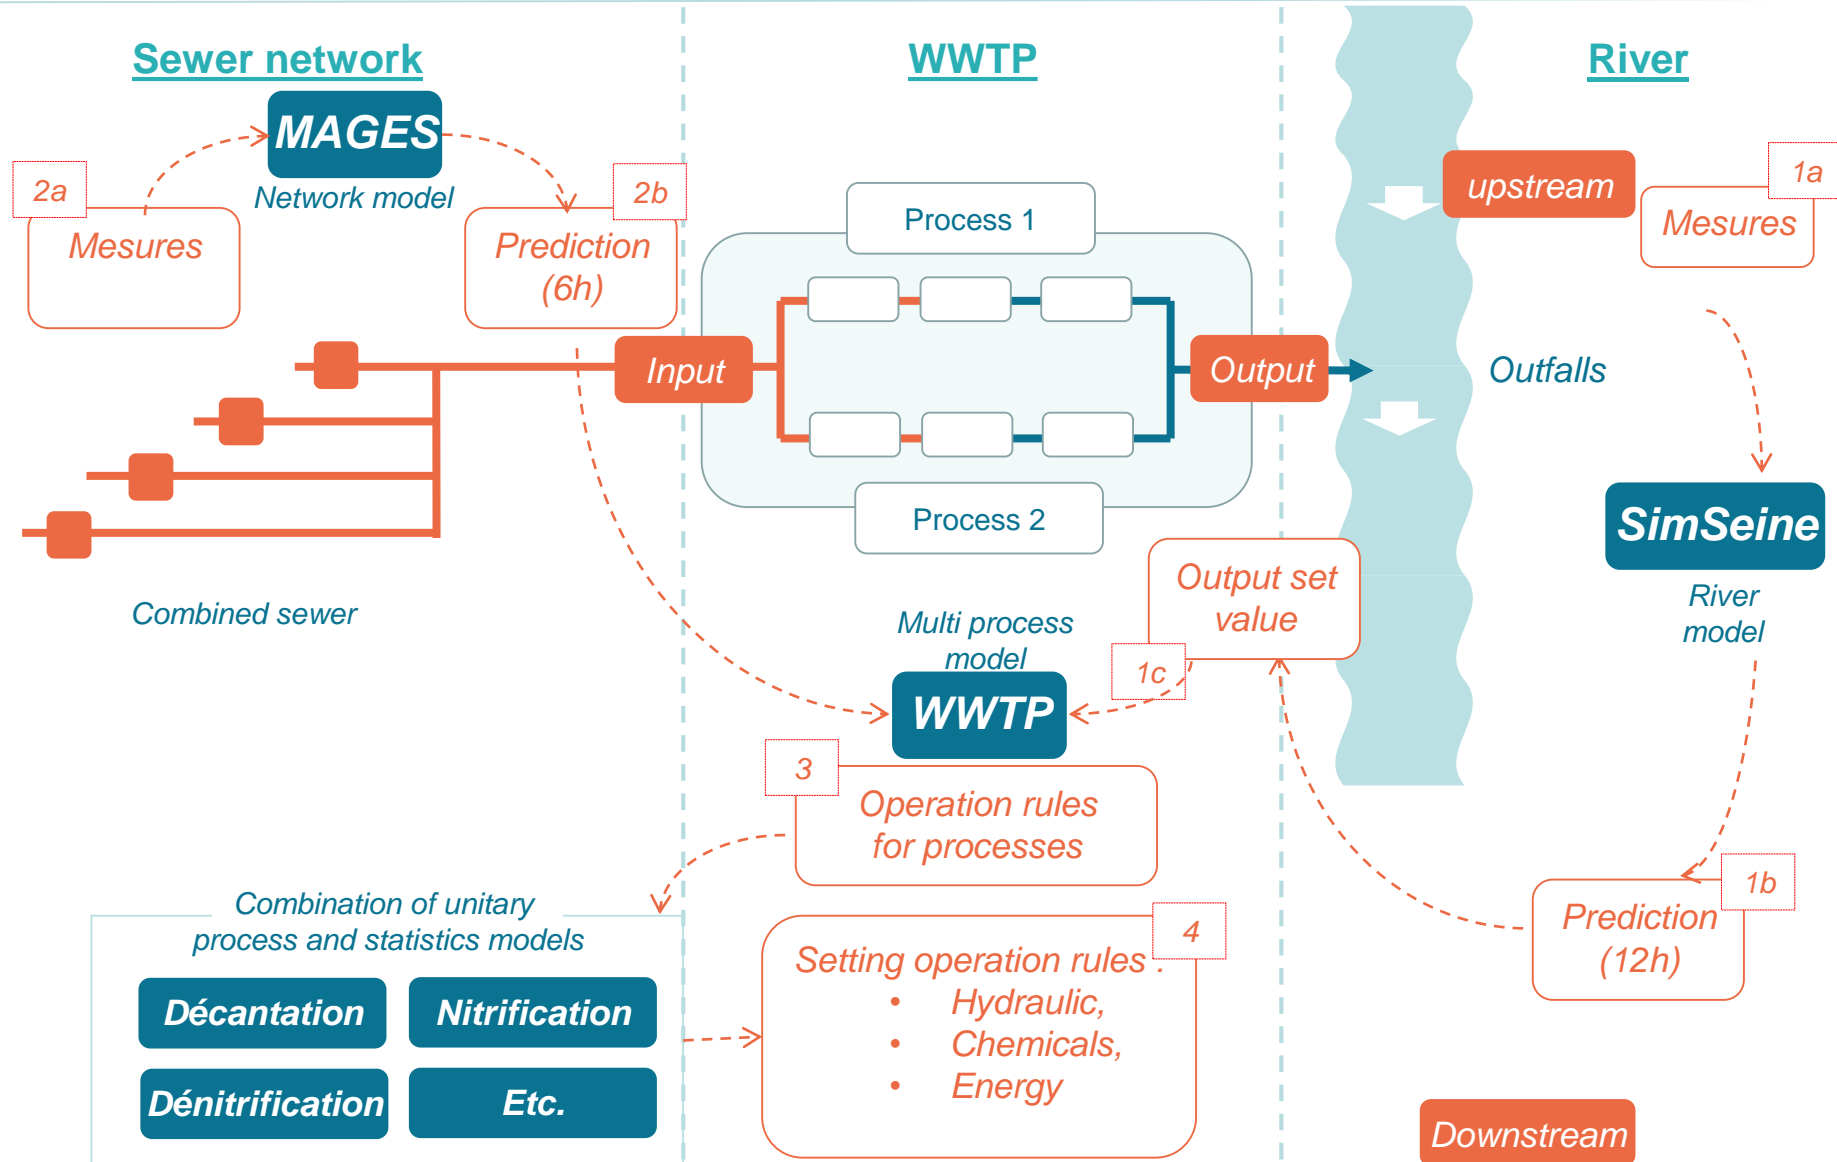 Sewer network
WWTP
River
MAGES
Network model
2a
Mesures
2b
Prediction
(6h)
Process 1
Input
Output
Process 2
upstream
1a
Mesures
Outfalls
SimSeine
River
model
Combined sewer
Output set
value
1c
Multi process
model
WWTP
3
Operation rules
for processes
1b
Prediction
(12h)
Combination of unitary
process and statistics models
Décantation
Nitrification
Dénitrification
Etc.
4
Setting operation rules :
• Hydraulic,
• Chemicals,
• Energy
Downstream